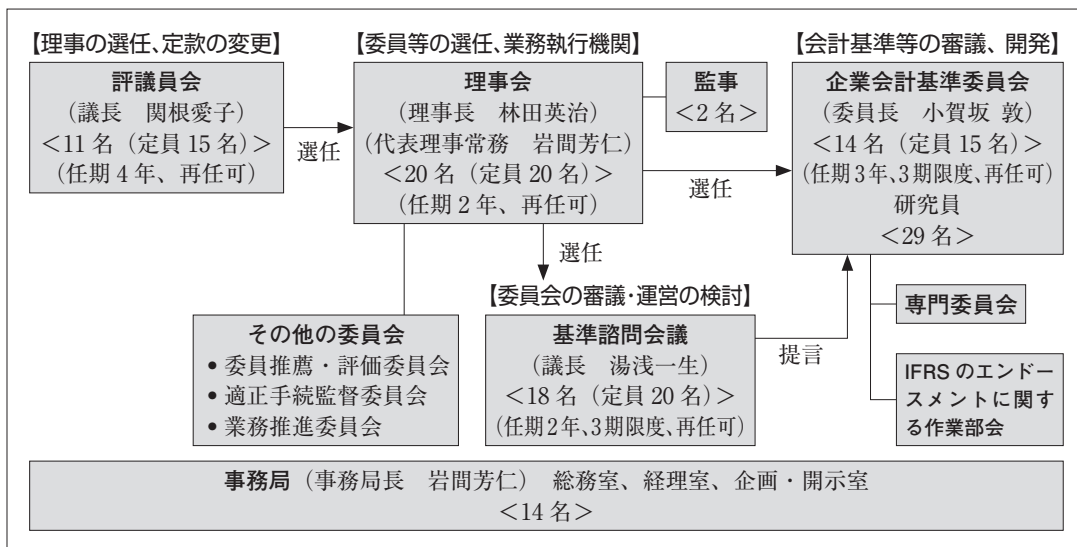 【理事の選任、定款の変更】
評議員会
(議長 関根愛子)
<11名(定員15名)>
(任期4年、再任可)
選任
【委員等の選任、業務執行機関】
理事会
(理事長 林田英治)
(代表理事常務 岩間芳仁)
<20名(定員20名)>
(任期2年、再任可)
監事
<2名>
選任
【会計基準等の審議、開発】
企業会計基準委員会
(委員長 小賀坂 敦)
<14名(定員15名)>
(任期3年、3期限度、再任可)
研究員
<29名>
選任
【委員会の審議・運営の検討】
基準諮問会議
(議長 湯浅一生)
<18名(定員20名)>
(任期2年、3期限度、再任可)
提言
その他の委員会
• 委員推薦・評価委員会
• 適正手続監督委員会
• 業務推進委員会
専門委員会
IFRSのエンドー
スメントに関す
る作業部会
事務局(事務局長 岩間芳仁) 総務室、経理室、企画・開示室
<14名>